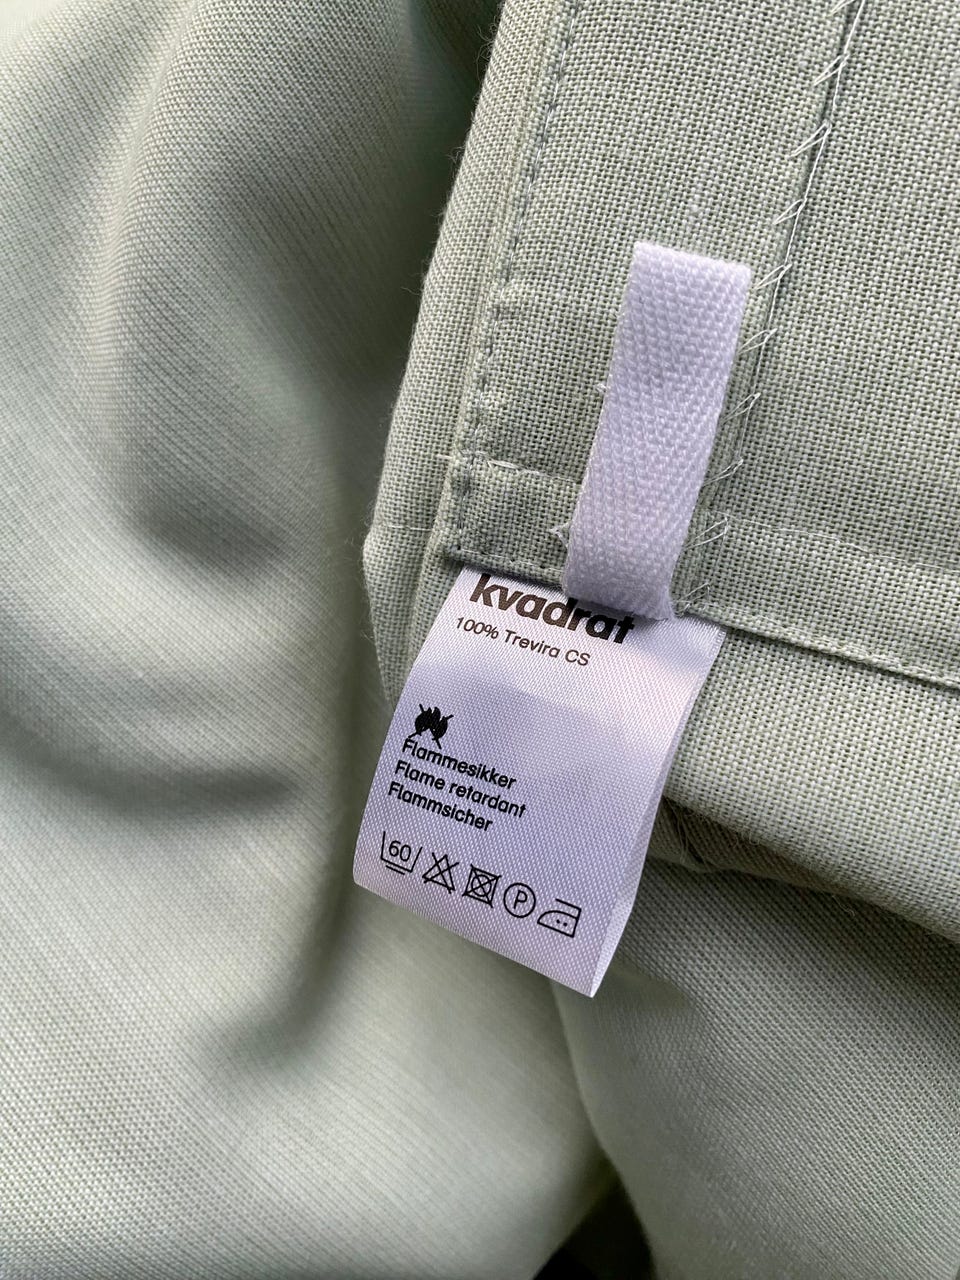 kvadrat
100% Trevira CS
Flammesikker
Flame retardant
Flammsicher
60 P